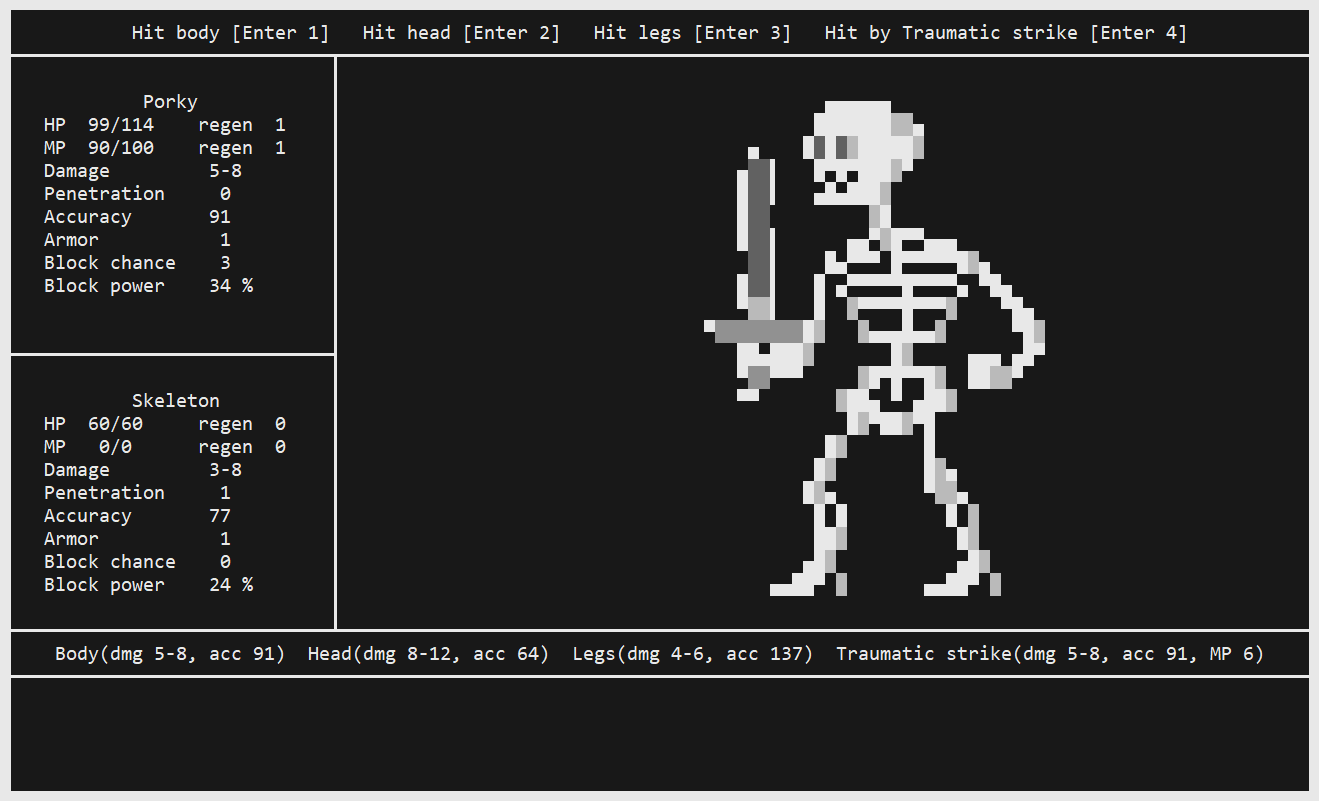 Hit body [Enter 1]   Hit head [Enter 2]   Hit legs [Enter 3]   Hit by Traumatic strike [Enter 4]
Porky
HP  99/114    regen  1
MP  90/100    regen  1
Damage         5-8
Penetration     0
Accuracy       91
Armor           1
Block chance    3
Block power    34 %
Skeleton
HP  60/60     regen  0
MP   0/0      regen  0
Damage         3-8
Penetration     1
Accuracy       77
Armor           1
Block chance    0
Block power    24 %
Body(dmg 5-8, acc 91)  Head(dmg 8-12, acc 64)  Legs(dmg 4-6, acc 137)  Traumatic strike(dmg 5-8, acc 91, MP 6)